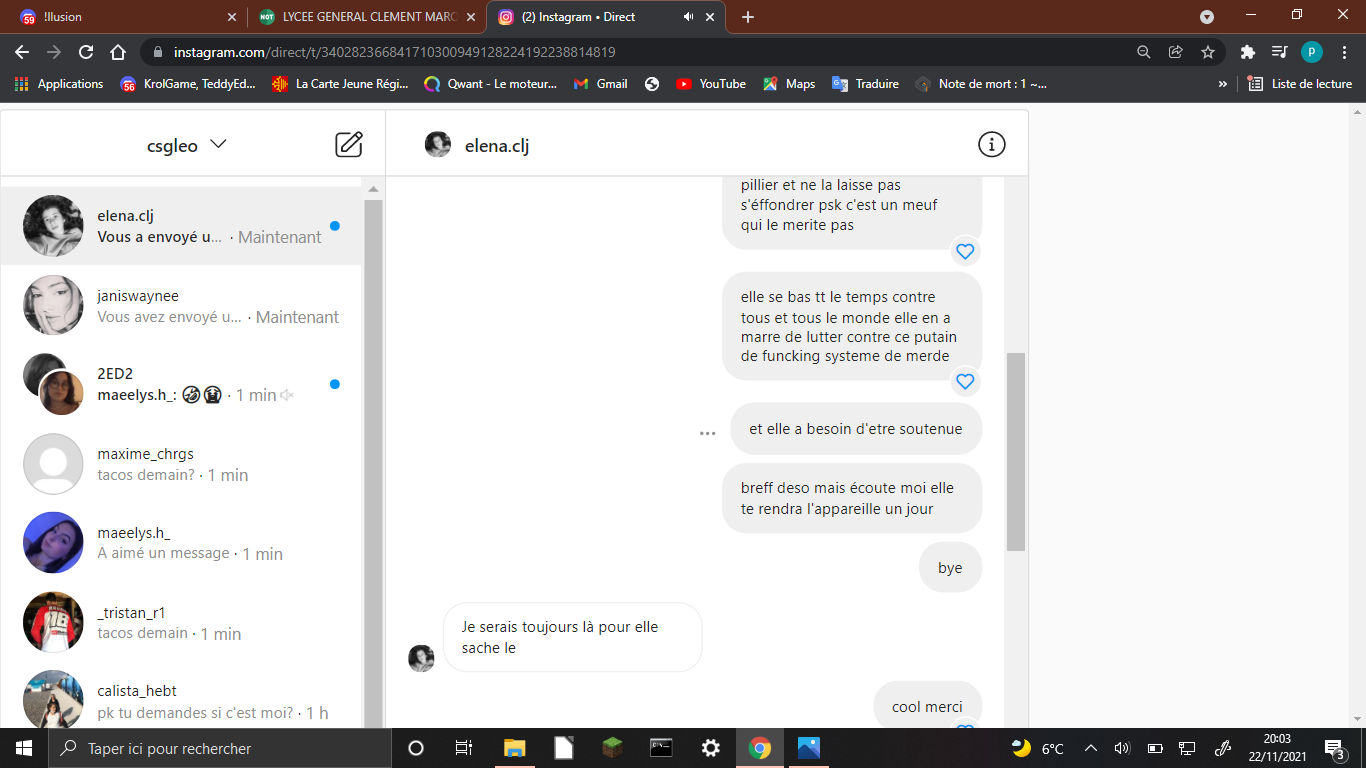 !llusion
LYCEE GENERAL CLEMENT MARO
(2) Instagram • Direct
instagram.com/direct/t/340282366841710300949128224192238814819
p
Applications
KrolGame, TeddyEd...
La Carte Jeune Régi...
Qwant - Le moteur...
Gmail
YouTube
Maps
Traduire
Note de mort : 1 ~...
»
Liste de lecture
csgleo
elena.clj
elena.clj
Vous a envoyé u... · Maintenant
janiswaynee
Vous avez envoyé u... · Maintenant
2ED2
maeelys.h_: 🤣😭 · 1 min
maxime_chrgs
tacos demain? · 1 min
maeelys.h_
A aimé un message · 1 min
_tristan_r1
tacos demain · 1 min
calista_hebt
pk tu demandes si c'est moi? · 1 h
pillier et ne la laisse pas
s'éffondrer psk c'est un meuf
qui le merite pas
elle se bas tt le temps contre
tous et tous le monde elle en a
marre de lutter contre ce putain
de funcking systeme de merde
et elle a besoin d'etre soutenue
breff deso mais écoute moi elle
te rendra l'appareille un jour
bye
Je serais toujours là pour elle
sache le
cool merci
Taper ici pour rechercher
6°C
20:03
22/11/2021
3